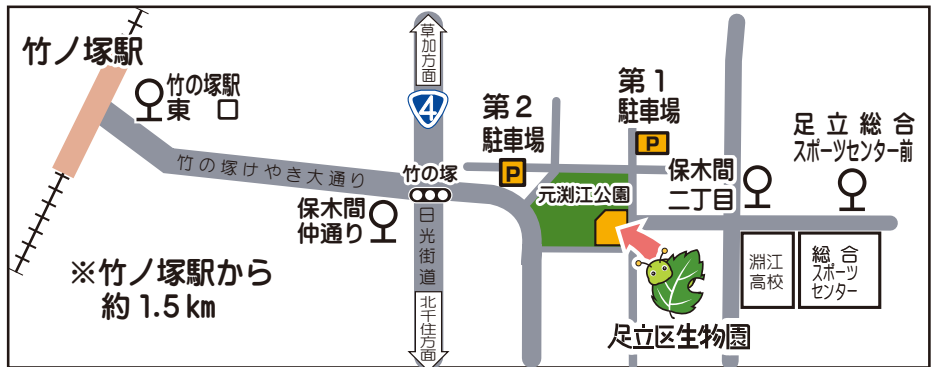 竹ノ塚駅
竹の塚駅
東口
草加方面
4
第2
駐車場
P
第1
駐車場
P
足立総合
スポーツセンター前
竹の塚けやき大通り
竹の塚
元渕江公園
保木間
二丁目
保木間
仲通り
日光街道
※竹ノ塚駅から
約1.5km
北千住方面
淵江
高校
総合
スポーツ
センター
足立区生物園